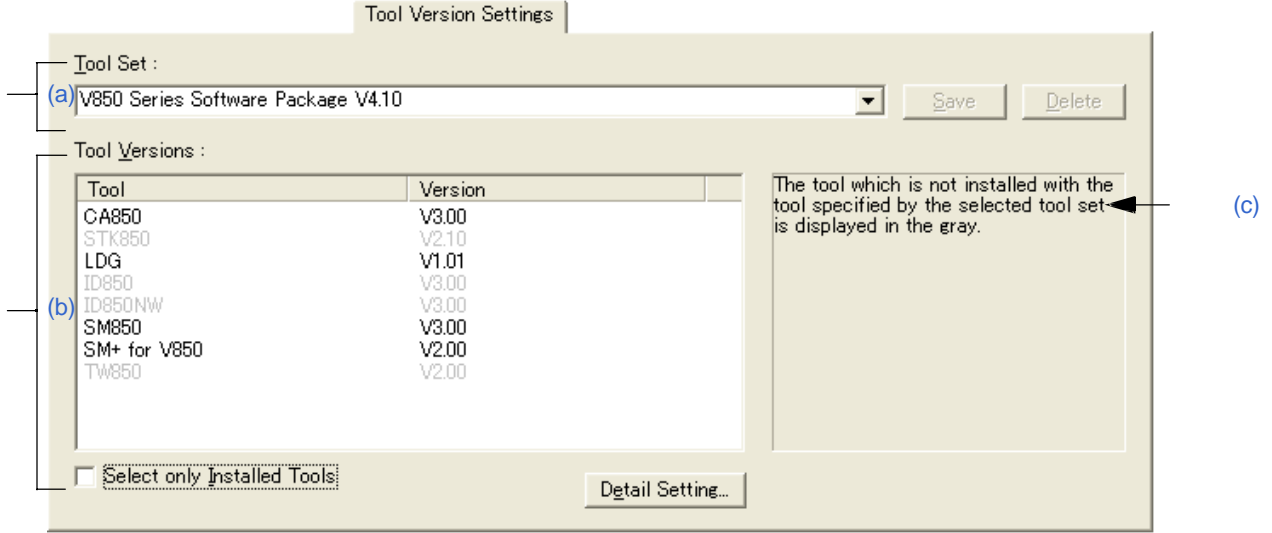 Tool Version Settings
Tool Set :
(a)
V850 Series Software Package V4.10
Save
Delete
Tool Versions :
Tool Version
CA850 V3.00
STK850 V2.10
LDG V1.01
ID850 V3.00
ID850NW V3.00
SM850 V3.00
SM+ for V850 V2.00
TW850 V2.00
(b)
The tool which is not installed with the
tool specified by the selected tool set
is displayed in the gray.
(c)
Select only Installed Tools
Detail Setting...